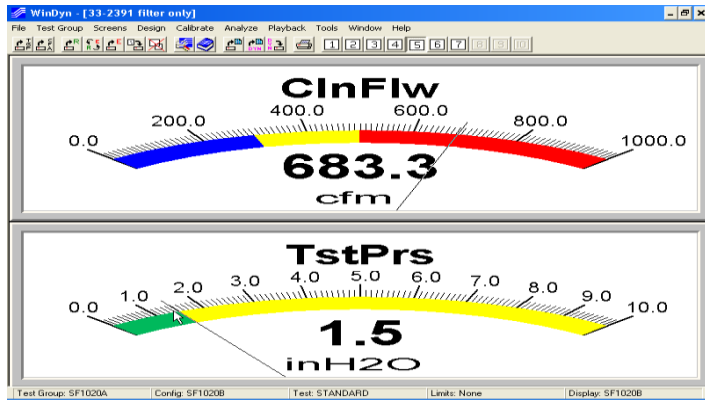 WinDyn - [33-2391 filter only]
File Test Group Screens Design Calibrate Analyze Playback Tools Window Help
1 2 3 4 5 6 7 8 9 10
ClnFlw
0.0 200.0 400.0 600.0 800.0 1000.0
683.3
cfm
TstPrs
0.0 1.0 2.0 3.0 4.0 5.0 6.0 7.0 8.0 9.0 10.0
1.5
inH2O
Test Group: SF1020A Config: SF1020B Test: STANDARD Limits: None Display: SF1020B